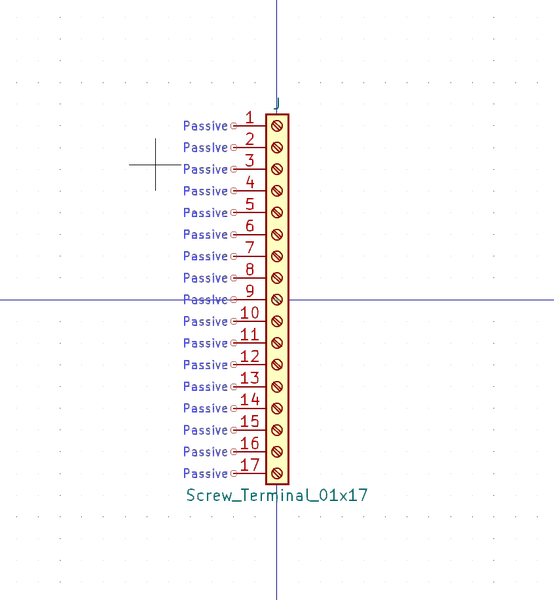 J
Passive 1
Passive 2
Passive 3
Passive 4
Passive 5
Passive 6
Passive 7
Passive 8
Passive 9
Passive 10
Passive 11
Passive 12
Passive 13
Passive 14
Passive 15
Passive 16
Passive 17
Screw_Terminal_01x17